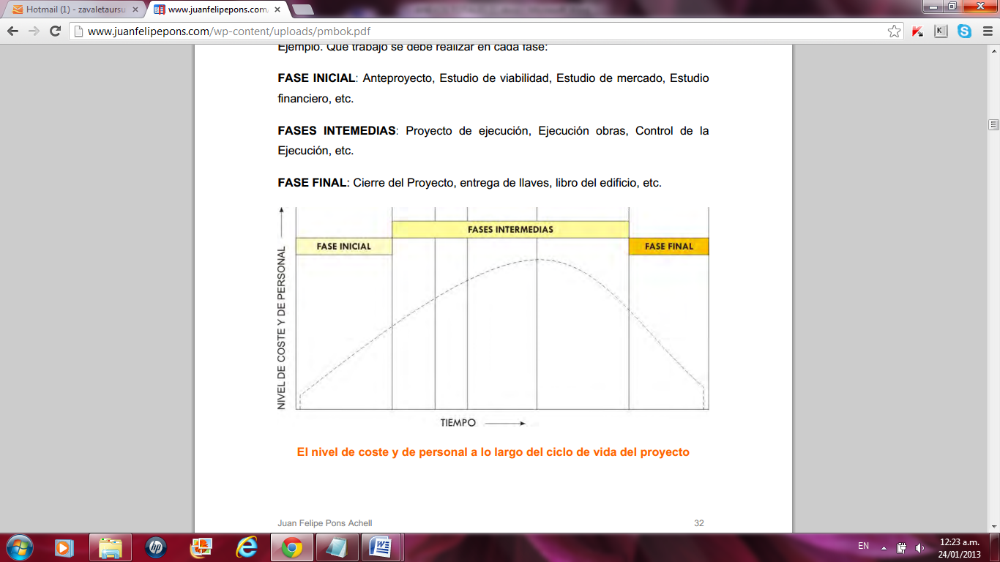 Hotmail (1) - zavaletaursu
www.juanfelipepons.com/
www.juanfelipepons.com/wp-content/uploads/pmbok.pdf
Ejemplo. Que trabajo se debe realizar en cada fase:
FASE INICIAL: Anteproyecto, Estudio de viabilidad, Estudio de mercado, Estudio
financiero, etc.
FASES INTEMEDIAS: Proyecto de ejecución, Ejecución obras, Control de la
Ejecución, etc.
FASE FINAL: Cierre del Proyecto, entrega de llaves, libro del edificio, etc.
FASES INTERMEDIAS
FASE INICIAL
FASE FINAL
NIVEL DE COSTE Y DE PERSONAL
TIEMPO
El nivel de coste y de personal a lo largo del ciclo de vida del proyecto
Juan Felipe Pons Achell
32
EN
12:23 a.m.
24/01/2013